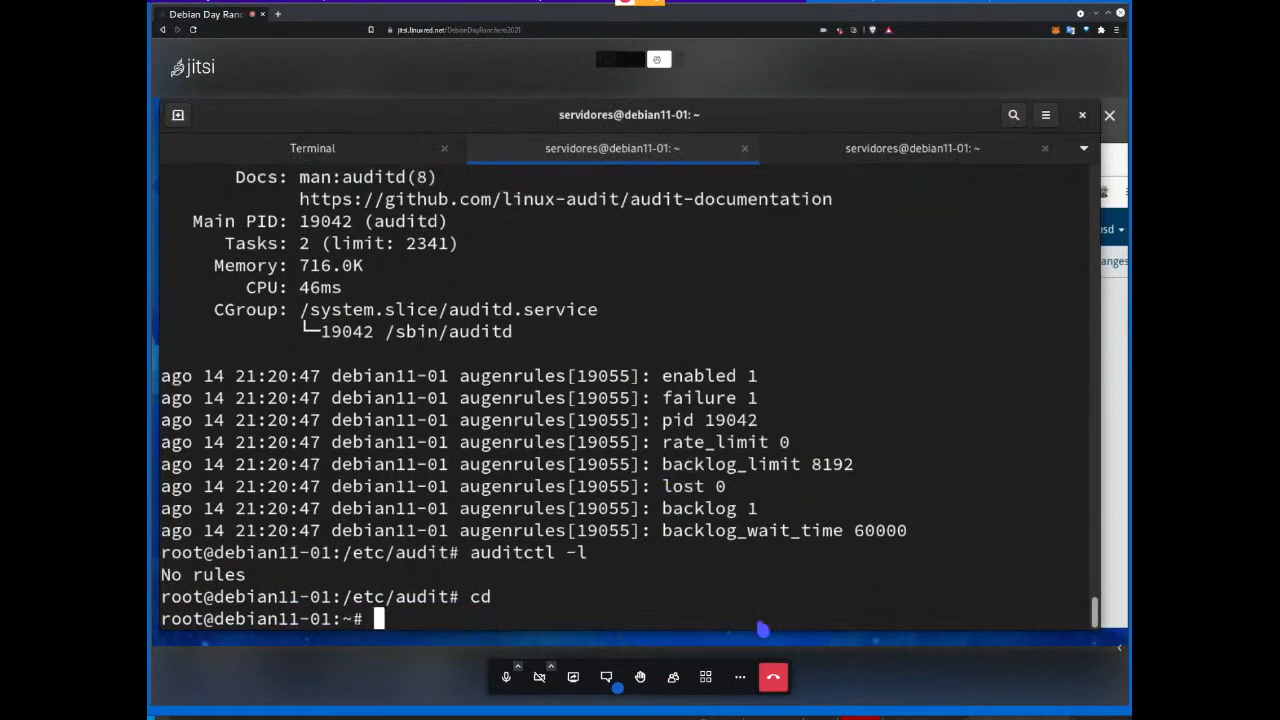 Debian Day Ranc
jitsi.linuxred.net/DebianDayRanchero2021
jitsi
servidores@debian11-01: ~
Terminal
servidores@debian11-01: ~
servidores@debian11-01: ~
Docs: man:auditd(8)
https://github.com/linux-audit/audit-documentation
Main PID: 19042 (auditd)
Tasks: 2 (limit: 2341)
Memory: 716.0K
CPU: 46ms
CGroup: /system.slice/auditd.service
└─19042 /sbin/auditd
ago 14 21:20:47 debian11-01 augenrules[19055]: enabled 1
ago 14 21:20:47 debian11-01 augenrules[19055]: failure 1
ago 14 21:20:47 debian11-01 augenrules[19055]: pid 19042
ago 14 21:20:47 debian11-01 augenrules[19055]: rate_limit 0
ago 14 21:20:47 debian11-01 augenrules[19055]: backlog_limit 8192
ago 14 21:20:47 debian11-01 augenrules[19055]: lost 0
ago 14 21:20:47 debian11-01 augenrules[19055]: backlog 1
ago 14 21:20:47 debian11-01 augenrules[19055]: backlog_wait_time 60000
root@debian11-01:/etc/audit# auditctl -l
No rules
root@debian11-01:/etc/audit# cd
root@debian11-01:~#
osd
anges